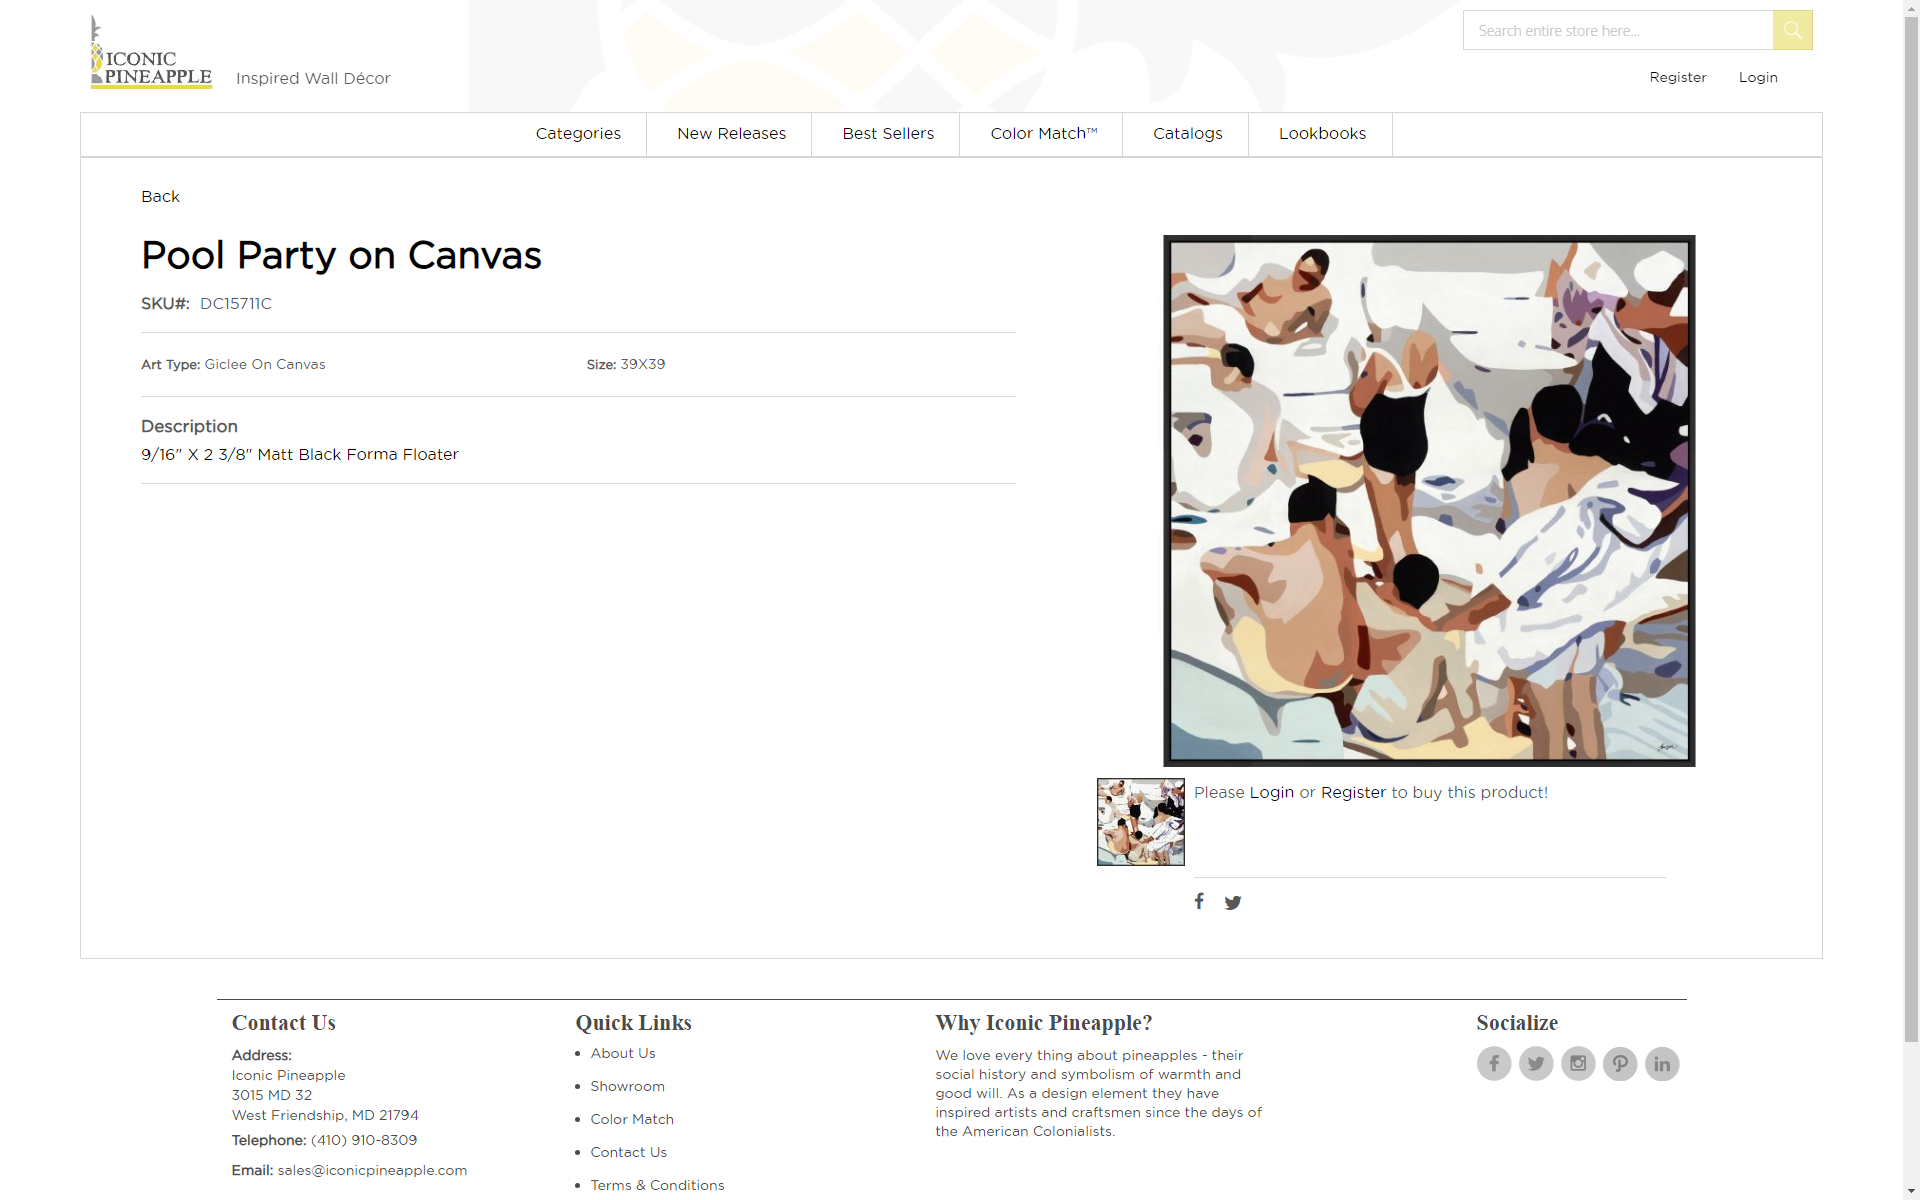 ICONIC
PINEAPPLE
Inspired Wall Décor
Search entire store here...
Register
Login
Categories
New Releases
Best Sellers
Color Match™
Catalogs
Lookbooks
Back
Pool Party on Canvas
SKU#: DC15711C
Art Type: Giclee On Canvas
Size: 39X39
Description
9/16" X 2 3/8" Matt Black Forma Floater
Please Login or Register to buy this product!
Contact Us
Address:
Iconic Pineapple
3015 MD 32
West Friendship, MD 21794
Telephone: (410) 910-8309
Email: sales@iconicpineapple.com
Quick Links
About Us
Showroom
Color Match
Contact Us
Terms & Conditions
Why Iconic Pineapple?
We love every thing about pineapples - their
social history and symbolism of warmth and
good will. As a design element they have
inspired artists and craftsmen since the days of
the American Colonialists.
Socialize